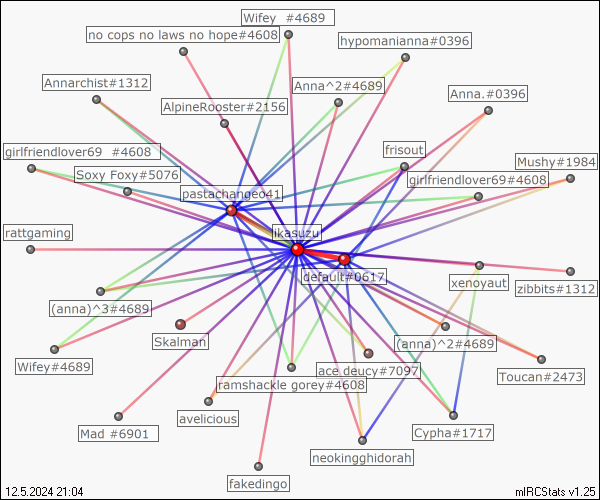 Wifey  #4689
no cops no laws no hope#4608
hypomanianna#0396
Annarchist#1312
Anna^2#4689
Anna.#0396
AlpineRooster#2156
girlfriendlover69  #4608
frisout
Mushy#1984
Soxy Foxy#5076
girlfriendlover69#4608
pastachangeo41
rattgaming
ikasuzu
default#0617
xenoyaut
zibbits#1312
(anna)^3#4689
Skalman
(anna)^2#4689
Wifey#4689
ace deucy#7097
Toucan#2473
ramshackle gorey#4608
avelicious
Mad #6901
Cypha#1717
neokingghidorah
fakedingo
12.5.2024 21:04
mIRCStats v1.25